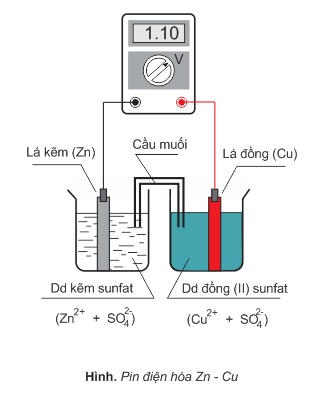 1.10
V
Lá kẽm (Zn)
Cầu muối
Lá đồng (Cu)
Dd kẽm sunfat
(Zn²⁺ + SO₄²⁻)
Dd đồng (II) sunfat
(Cu²⁺ + SO₄²⁻)
Hình. Pin điện hóa Zn - Cu